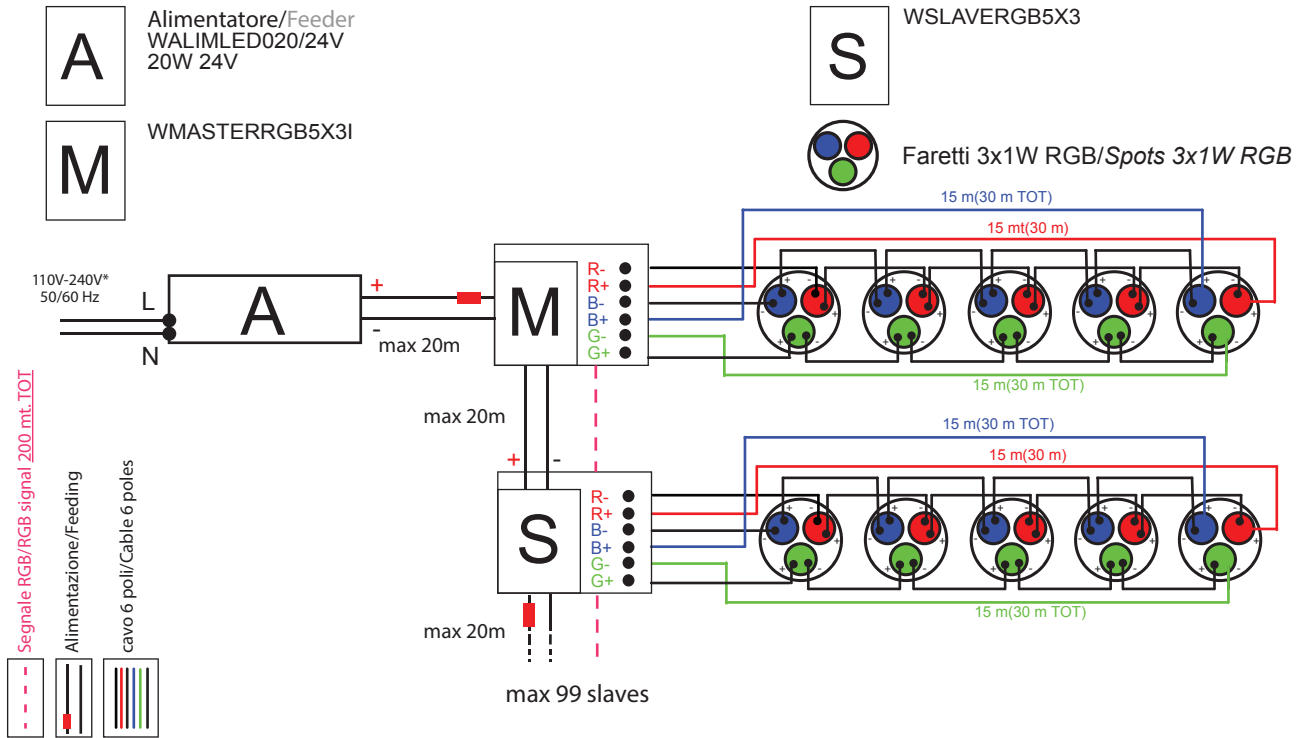 A
Alimentatore/Feeder
WALIMLED020/24V
20W 24V
M
WMASTERRGB5X3I
S
WSLAVERGB5X3
Faretti 3x1W RGB/Spots 3x1W RGB
110V-240V*
50/60 Hz
L
N
A
+
-
max 20m
M
R-
R+
B-
B+
G-
G+
15 m(30 m TOT)
15 mt(30 m)
+ - + - + - + - + -
- + - + - + - + - +
+ - + - + - + - + -
15 m(30 m TOT)
max 20m
+
-
S
R-
R+
B-
B+
G-
G+
15 m(30 m TOT)
15 m(30 m)
+ - + - + - + - + -
- + - + - + - + - +
+ - + - + - + - + -
15 m(30 m TOT)
max 20m
max 99 slaves
Segnale RGB/RGB signal 200 mt. TOT
Alimentazione/Feeding
cavo 6 poli/Cable 6 poles